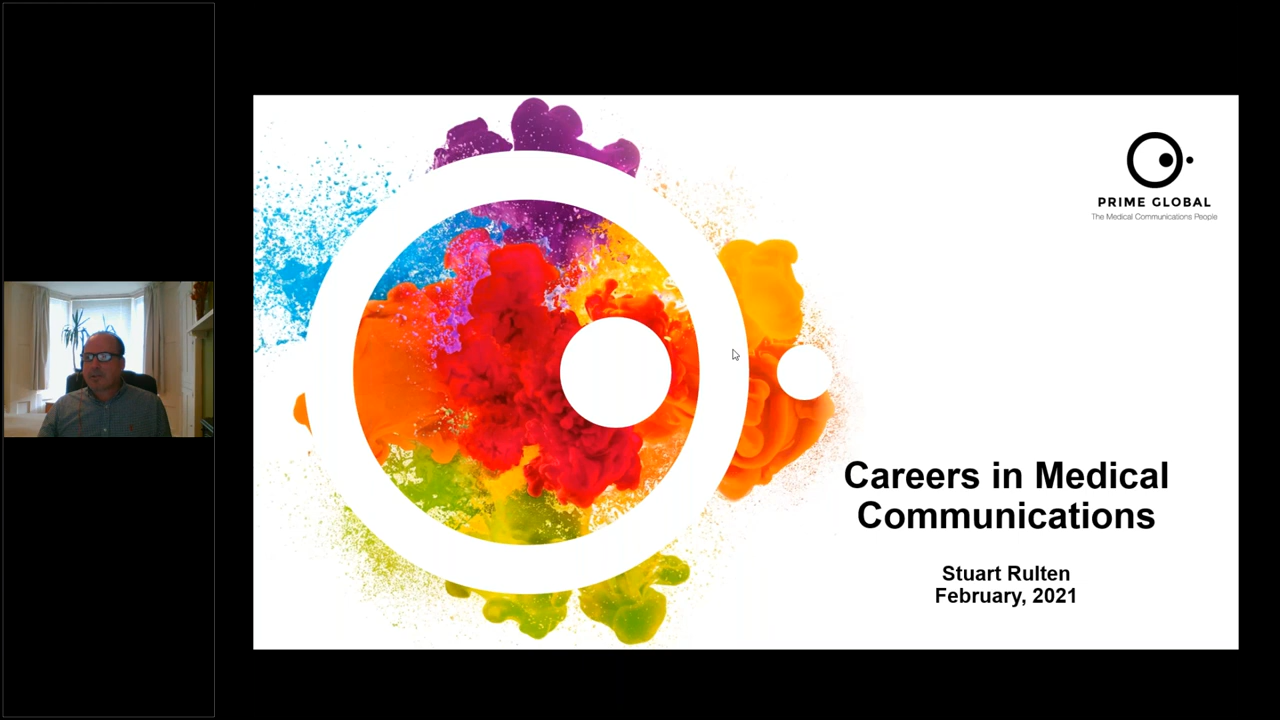 PRIME GLOBAL
The Medical Communications People
Careers in Medical
Communications
Stuart Rulten
February, 2021